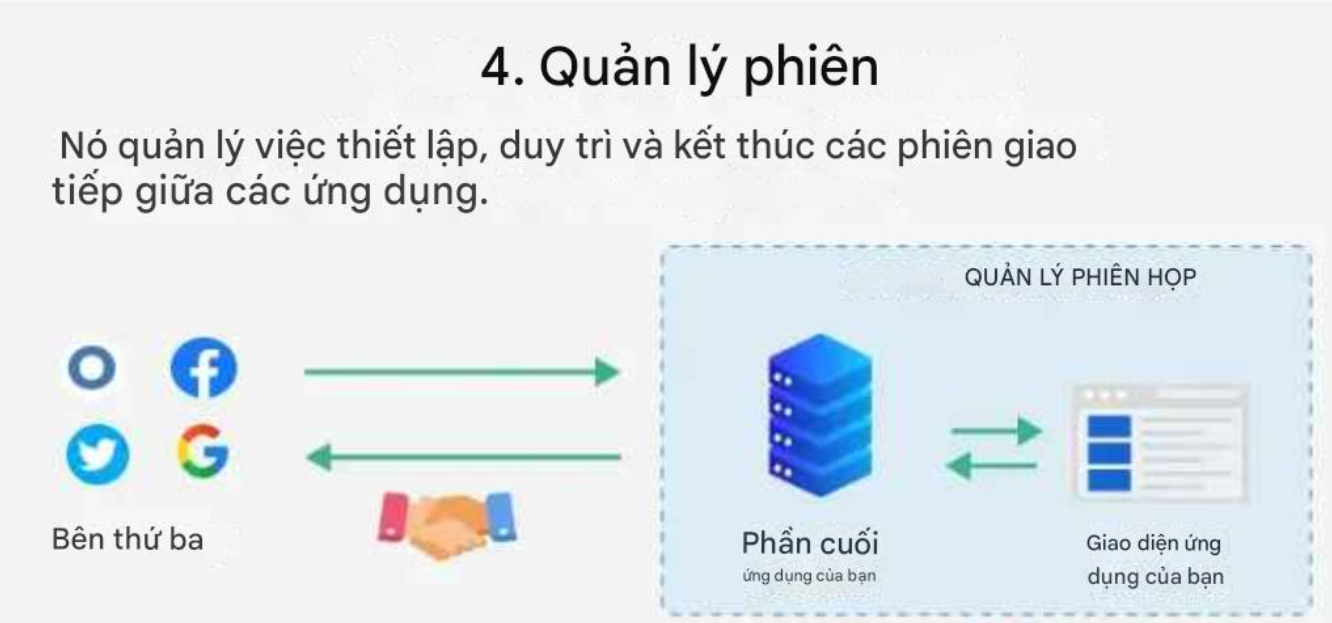 4. Quản lý phiên
Nó quản lý việc thiết lập, duy trì và kết thúc các phiên giao
tiếp giữa các ứng dụng.
QUẢN LÝ PHIÊN HỌP
Bên thứ ba
Phần cuối
ứng dụng của bạn
Giao diện ứng
dụng của bạn